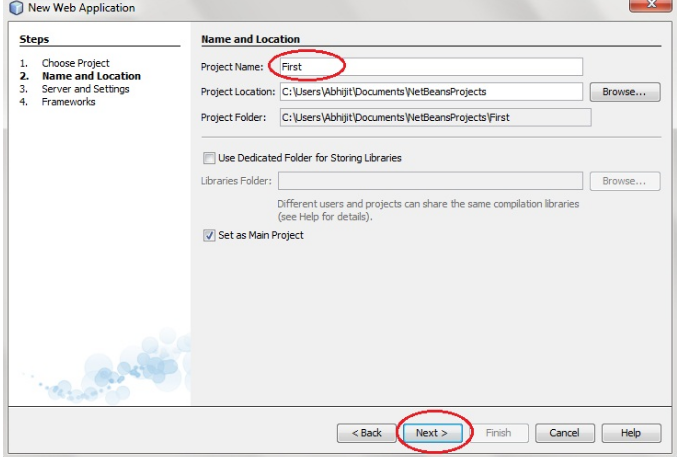 New Web Application
Steps
1. Choose Project
2. Name and Location
3. Server and Settings
4. Frameworks
Name and Location
Project Name: First
Project Location: C:\Users\Abhijit\Documents\NetBeansProjects Browse...
Project Folder: C:\Users\Abhijit\Documents\NetBeansProjects\First
Use Dedicated Folder for Storing Libraries
Libraries Folder: Browse...
Different users and projects can share the same compilation libraries
(see Help for details).
Set as Main Project
< Back Next > Finish Cancel Help